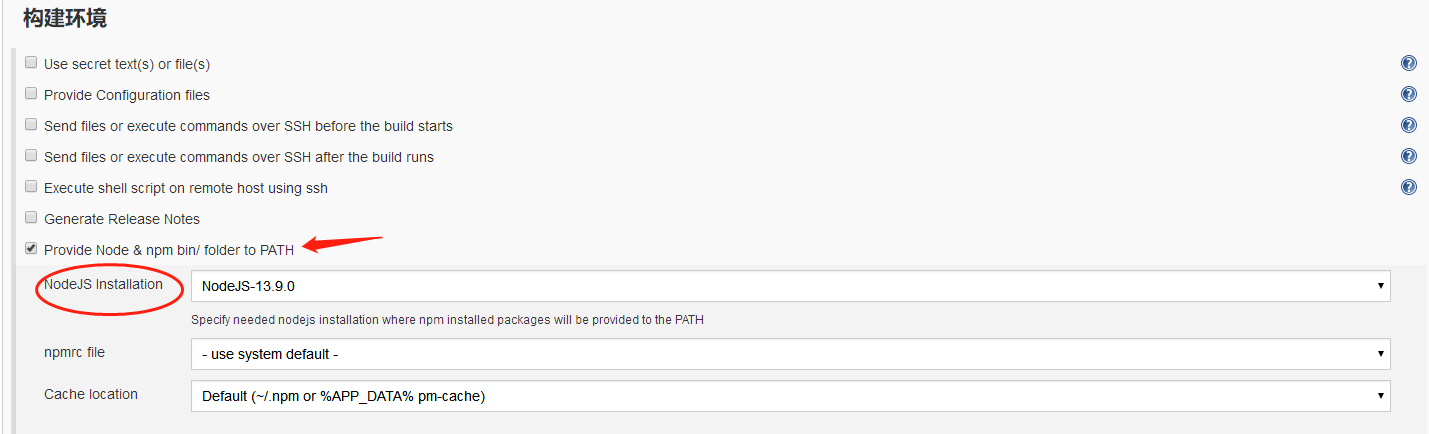 构建环境
Use secret text(s) or file(s)
Provide Configuration files
Send files or execute commands over SSH before the build starts
Send files or execute commands over SSH after the build runs
Execute shell script on remote host using ssh
Generate Release Notes
Provide Node & npm bin/ folder to PATH
NodeJS Installation NodeJS-13.9.0
Specify needed nodejs installation where npm installed packages will be provided to the PATH
npmrc file - use system default -
Cache location Default (~/.npm or %APP_DATA% pm-cache)